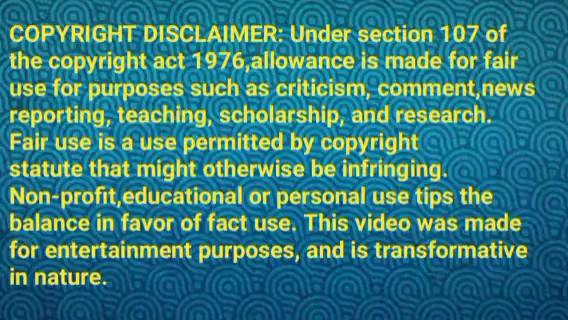 COPYRIGHT DISCLAIMER: Under section 107 of
the copyright act 1976,allowance is made for fair
use for purposes such as criticism, comment,news
reporting, teaching, scholarship, and research.
Fair use is a use permitted by copyright
statute that might otherwise be infringing.
Non-profit,educational or personal use tips the
balance in favor of fact use. This video was made
for entertainment purposes, and is transformative
in nature.